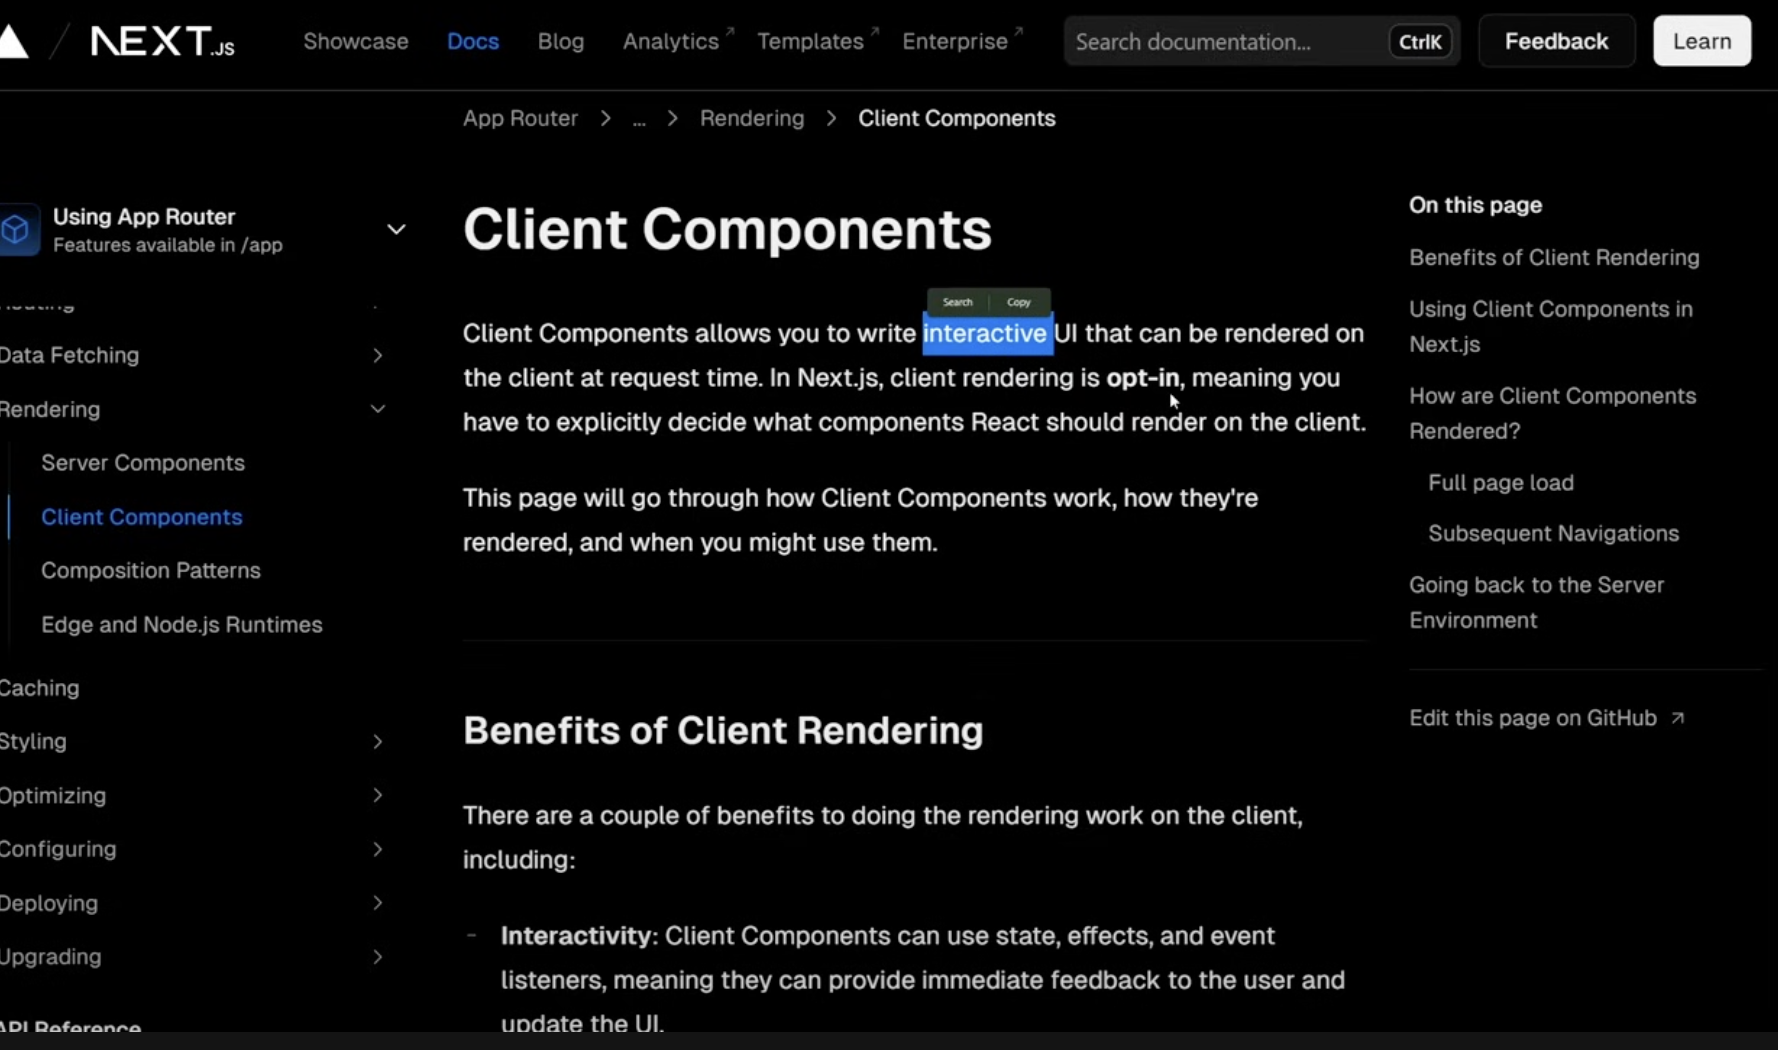 NEXT.JS
Showcase
Docs
Blog
Analytics
Templates
Enterprise
Search documentation...
CtrlK
Feedback
Learn
App Router > ... > Rendering > Client Components
Using App Router
Features available in /app
Routing
Data Fetching
Rendering
Server Components
Client Components
Composition Patterns
Edge and Node.js Runtimes
Caching
Styling
Optimizing
Configuring
Deploying
Upgrading
API Reference
Client Components
Search
Copy
Client Components allows you to write interactive UI that can be rendered on
the client at request time. In Next.js, client rendering is opt-in, meaning you
have to explicitly decide what components React should render on the client.
This page will go through how Client Components work, how they're
rendered, and when you might use them.
Benefits of Client Rendering
There are a couple of benefits to doing the rendering work on the client,
including:
- Interactivity: Client Components can use state, effects, and event
listeners, meaning they can provide immediate feedback to the user and
update the UI.
On this page
Benefits of Client Rendering
Using Client Components in
Next.js
How are Client Components
Rendered?
Full page load
Subsequent Navigations
Going back to the Server
Environment
Edit this page on GitHub